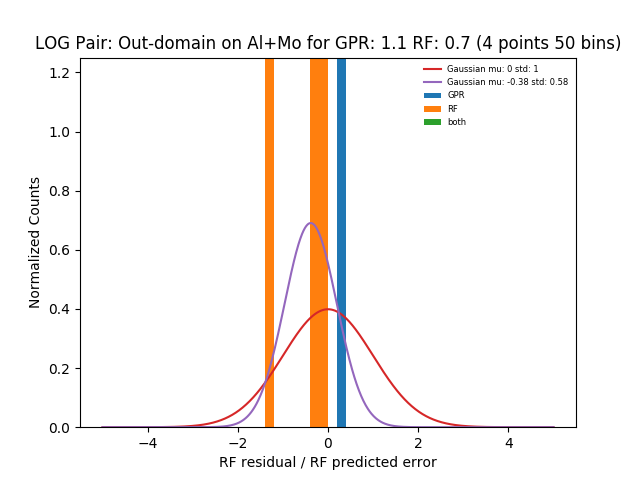 LOG Pair: Out-domain on Al+Mo for GPR: 1.1 RF: 0.7 (4 points 50 bins)
Gaussian mu: 0 std: 1
Gaussian mu: -0.38 std: 0.58
GPR
RF
both
1.2
1.0
0.8
0.6
0.4
0.2
0.0
Normalized Counts
−4 −2 0 2 4
RF residual / RF predicted error